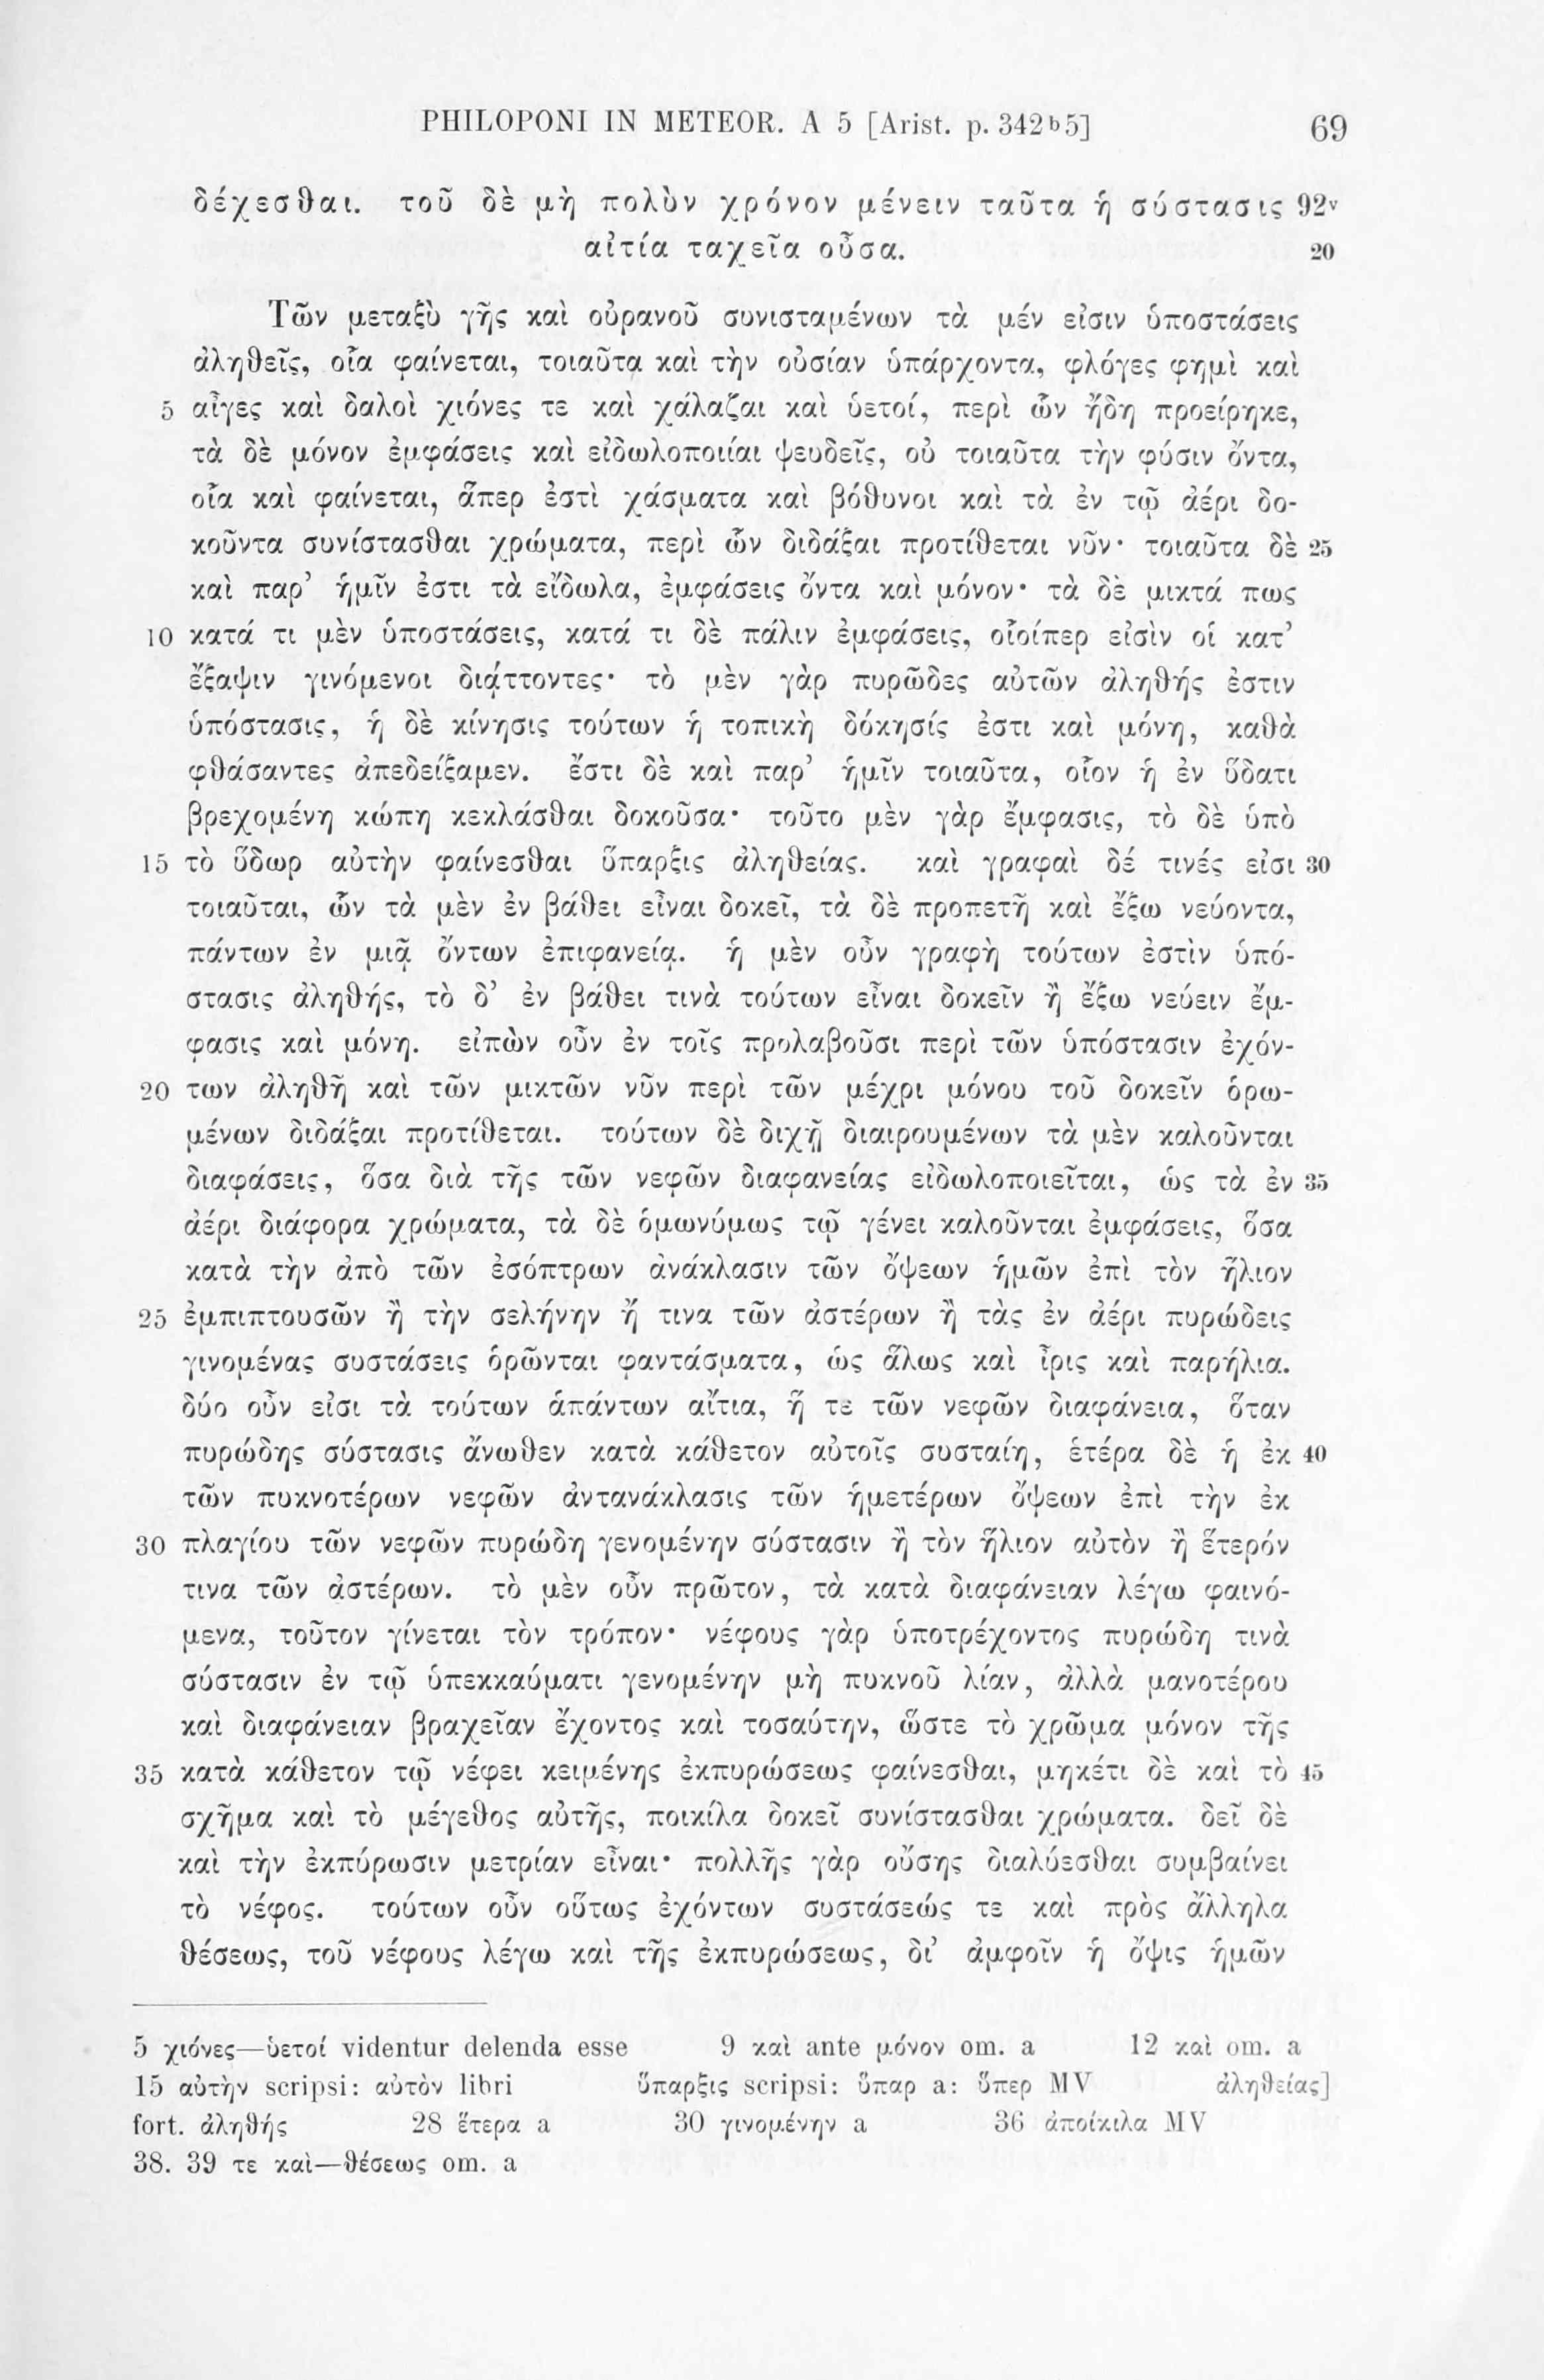 PHILOPONI IN METEOR. A 5 [Arist. p. 342b5] 69
δέχεσθαι. τοῦ δὲ μὴ πολὺν χρόνον μένειν ταῦτα ἡ σύστασις 92v
αἰτία ταχεῖα οὖσα. 20
Τῶν μεταξὺ γῆς καὶ οὐρανοῦ συνισταμένων τὰ μέν εἰσιν ὑποστάσεις
ἀληθεῖς, οἷα φαίνεται, τοιαῦτα καὶ τὴν οὐσίαν ὑπάρχοντα, φλόγες φημὶ καὶ
5 αἶγες καὶ δαλοὶ χιόνες τε καὶ χάλαζαι καὶ ὑετοί, περὶ ὧν ἤδη προείρηκε,
τὰ δὲ μόνον ἐμφάσεις καὶ εἰδωλοποιίαι ψευδεῖς, οὐ τοιαῦτα τὴν φύσιν ὄντα,
οἷα καὶ φαίνεται, ἅπερ ἐστὶ χάσματα καὶ βόθυνοι καὶ τὰ ἐν τῷ ἀέρι δο-
κοῦντα συνίστασθαι χρώματα, περὶ ὧν διδάξαι προτίθεται νῦν· τοιαῦτα δὲ 25
καὶ παρ’ ἡμῖν ἐστι τὰ εἴδωλα, ἐμφάσεις ὄντα καὶ μόνον· τὰ δὲ μικτά πως
10 κατά τι μὲν ὑποστάσεις, κατά τι δὲ πάλιν ἐμφάσεις, οἷοίπερ εἰσὶν οἱ κατ’
ἔξαψιν γινόμενοι διᾴττοντες· τὸ μὲν γὰρ πυρῶδες αὐτῶν ἀληθής ἐστιν
ὑπόστασις, ἡ δὲ κίνησις τούτων ἡ τοπικὴ δόκησίς ἐστι καὶ μόνη, καθὰ
φθάσαντες ἀπεδείξαμεν. ἔστι δὲ καὶ παρ’ ἡμῖν τοιαῦτα, οἷον ἡ ἐν ὕδατι
βρεχομένη κώπη κεκλάσθαι δοκοῦσα· τοῦτο μὲν γὰρ ἔμφασις, τὸ δὲ ὑπὸ
15 τὸ ὕδωρ αὐτὴν φαίνεσθαι ὕπαρξις ἀληθείας. καὶ γραφαὶ δέ τινές εἰσι 30
τοιαῦται, ὧν τὰ μὲν ἐν βάθει εἶναι δοκεῖ, τὰ δὲ προπετῆ καὶ ἔξω νεύοντα,
πάντων ἐν μιᾷ ὄντων ἐπιφανείᾳ. ἡ μὲν οὖν γραφὴ τούτων ἐστὶν ὑπό-
στασις ἀληθής, τὸ δ’ ἐν βάθει τινὰ τούτων εἶναι δοκεῖν ἢ ἔξω νεύειν ἔμ-
φασις καὶ μόνη. εἰπὼν οὖν ἐν τοῖς προλαβοῦσι περὶ τῶν ὑπόστασιν ἐχόν-
20 των ἀληθῆ καὶ τῶν μικτῶν νῦν περὶ τῶν μέχρι μόνου τοῦ δοκεῖν ὁρω-
μένων διδάξαι προτίθεται. τούτων δὲ διχῇ διαιρουμένων τὰ μὲν καλοῦνται
διαφάσεις, ὅσα διὰ τῆς τῶν νεφῶν διαφανείας εἰδωλοποιεῖται, ὡς τὰ ἐν 35
ἀέρι διάφορα χρώματα, τὰ δὲ ὁμωνύμως τῷ γένει καλοῦνται ἐμφάσεις, ὅσα
κατὰ τὴν ἀπὸ τῶν ἐσόπτρων ἀνάκλασιν τῶν ὄψεων ἡμῶν ἐπὶ τὸν ἥλιον
25 ἐμπιπτουσῶν ἢ τὴν σελήνην ἤ τινα τῶν ἀστέρων ἢ τὰς ἐν ἀέρι πυρώδεις
γινομένας συστάσεις ὁρῶνται φαντάσματα, ὡς ἅλως καὶ ἶρις καὶ παρήλια.
δύο οὖν εἰσι τὰ τούτων ἁπάντων αἴτια, ἥ τε τῶν νεφῶν διαφάνεια, ὅταν
πυρώδης σύστασις ἄνωθεν κατὰ κάθετον αὐτοῖς συσταίη, ἑτέρα δὲ ἡ ἐκ 40
τῶν πυκνοτέρων νεφῶν ἀντανάκλασις τῶν ἡμετέρων ὄψεων ἐπὶ τὴν ἐκ
30 πλαγίου τῶν νεφῶν πυρώδη γενομένην σύστασιν ἢ τὸν ἥλιον αὐτὸν ἢ ἕτερόν
τινα τῶν ἀστέρων. τὸ μὲν οὖν πρῶτον, τὰ κατὰ διαφάνειαν λέγω φαινό-
μενα, τοῦτον γίνεται τὸν τρόπον· νέφους γὰρ ὑποτρέχοντος πυρώδη τινὰ
σύστασιν ἐν τῷ ὑπεκκαύματι γενομένην μὴ πυκνοῦ λίαν, ἀλλὰ μανοτέρου
καὶ διαφάνειαν βραχεῖαν ἔχοντος καὶ τοσαύτην, ὥστε τὸ χρῶμα μόνον τῆς
35 κατὰ κάθετον τῷ νέφει κειμένης ἐκπυρώσεως φαίνεσθαι, μηκέτι δὲ καὶ τὸ 45
σχῆμα καὶ τὸ μέγεθος αὐτῆς, ποικίλα δοκεῖ συνίστασθαι χρώματα. δεῖ δὲ
καὶ τὴν ἐκπύρωσιν μετρίαν εἶναι· πολλῆς γὰρ οὔσης διαλύεσθαι συμβαίνει
τὸ νέφος. τούτων οὖν οὕτως ἐχόντων συστάσεώς τε καὶ πρὸς ἄλληλα
θέσεως, τοῦ νέφους λέγω καὶ τῆς ἐκπυρώσεως, δι’ ἀμφοῖν ἡ ὄψις ἡμῶν
5 χιόνες—ὑετοί videntur delenda esse 9 καὶ ante μόνον om. a 12 καὶ om. a
15 αὐτὴν scripsi: αὐτὸν libri ὕπαρξις scripsi: ὕπαρ a: ὕπερ MV ἀληθείας]
fort. ἀληθής 28 ἕτερα a 30 γινομένην a 36 ἀποίκιλα MV
38. 39 τε καὶ—θέσεως om. a